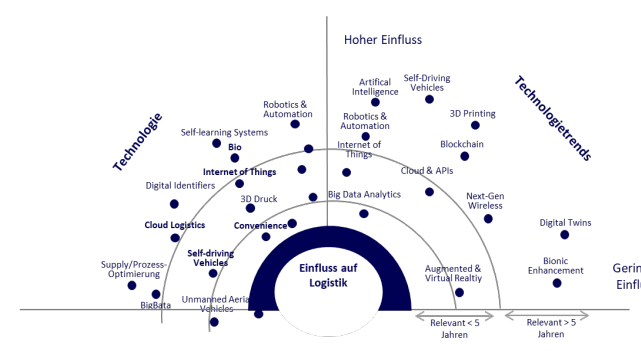 Hoher Einfluss
Technologie
Technologietrends
Artificial
Intelligence
Self-Driving
Vehicles
Robotics &
Automation
Robotics &
Automation
3D Printing
Self-learning Systems
Bio
Internet of
Things
Blockchain
Internet of Things
Cloud & APIs
Digital Identifiers
3D Druck
Big Data Analytics
Next-Gen
Wireless
Cloud Logistics
Convenience
Digital Twins
Self-driving
Vehicles
Supply/Prozess-
Optimierung
Einfluss auf
Logistik
Augmented &
Virtual Realtiy
Bionic
Enhancement
Gerin
Einflu
BigBata
Unmanned Aeria
Vehicles
Relevant < 5
Jahren
Relevant > 5
Jahren